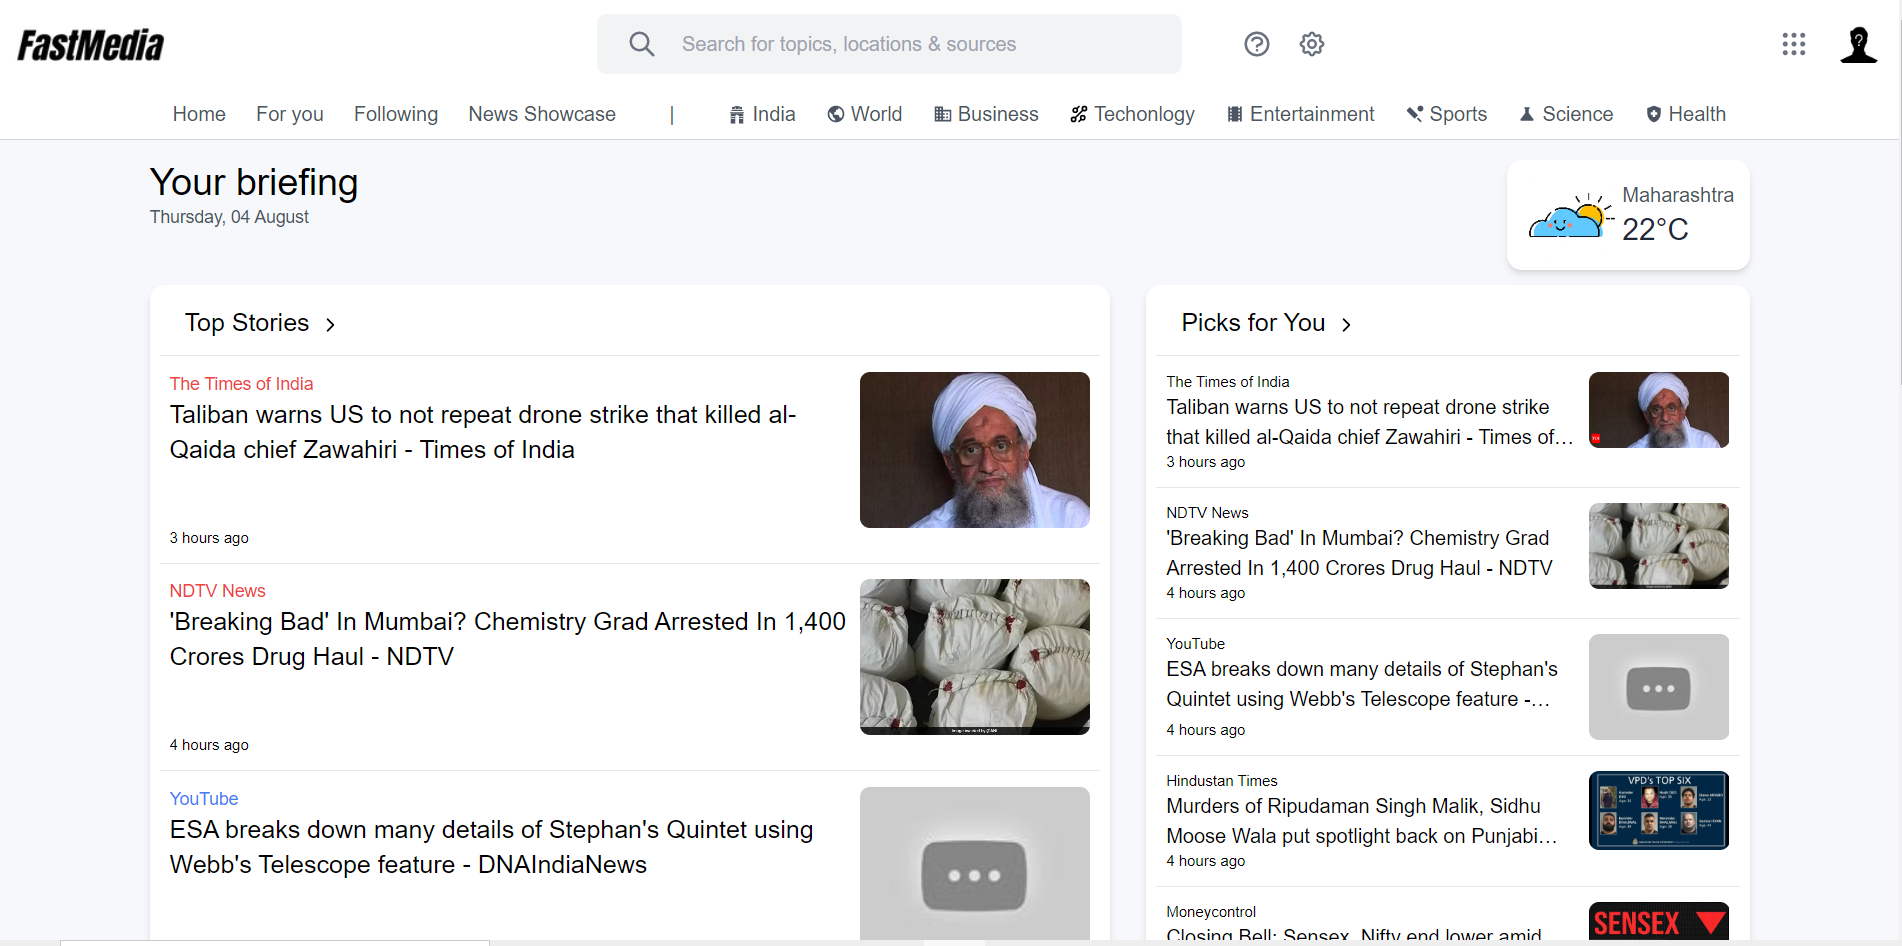 FastMedia
Search for topics, locations & sources
?
Home For you Following News Showcase | India World Business Techonlogy Entertainment Sports Science Health
Your briefing
Thursday, 04 August
Maharashtra
22°C
Top Stories
The Times of India
Taliban warns US to not repeat drone strike that killed al-
Qaida chief Zawahiri - Times of India
3 hours ago
NDTV News
'Breaking Bad' In Mumbai? Chemistry Grad Arrested In 1,400
Crores Drug Haul - NDTV
4 hours ago
YouTube
ESA breaks down many details of Stephan's Quintet using
Webb's Telescope feature - DNAIndiaNews
Picks for You
The Times of India
Taliban warns US to not repeat drone strike
that killed al-Qaida chief Zawahiri - Times of…
3 hours ago
NDTV News
'Breaking Bad' In Mumbai? Chemistry Grad
Arrested In 1,400 Crores Drug Haul - NDTV
4 hours ago
YouTube
ESA breaks down many details of Stephan's
Quintet using Webb's Telescope feature -…
4 hours ago
Hindustan Times
Murders of Ripudaman Singh Malik, Sidhu
Moose Wala put spotlight back on Punjabi…
4 hours ago
VPD's TOP SIX
Moneycontrol
Closing Bell: Sensex, Nifty end lower amid
SENSEX